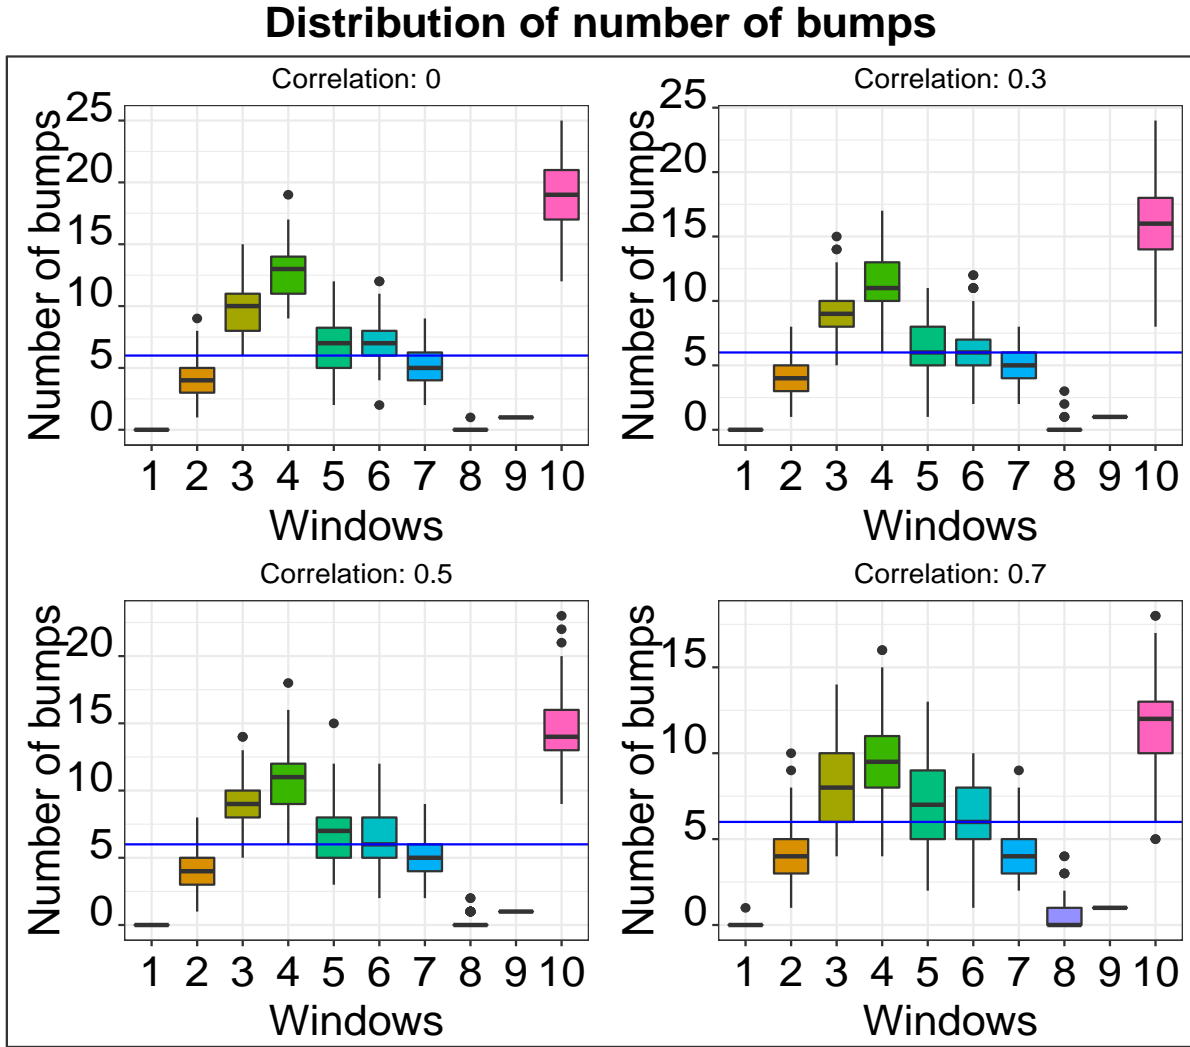 Distribution of number of bumps
Correlation: 0
Number of bumps
25
20
15
10
5
0
1 2 3 4 5 6 7 8 9 10
Windows
Correlation: 0.3
Number of bumps
25
20
15
10
5
0
1 2 3 4 5 6 7 8 9 10
Windows
Correlation: 0.5
Number of bumps
20
15
10
5
0
1 2 3 4 5 6 7 8 9 10
Windows
Correlation: 0.7
Number of bumps
15
10
5
0
1 2 3 4 5 6 7 8 9 10
Windows